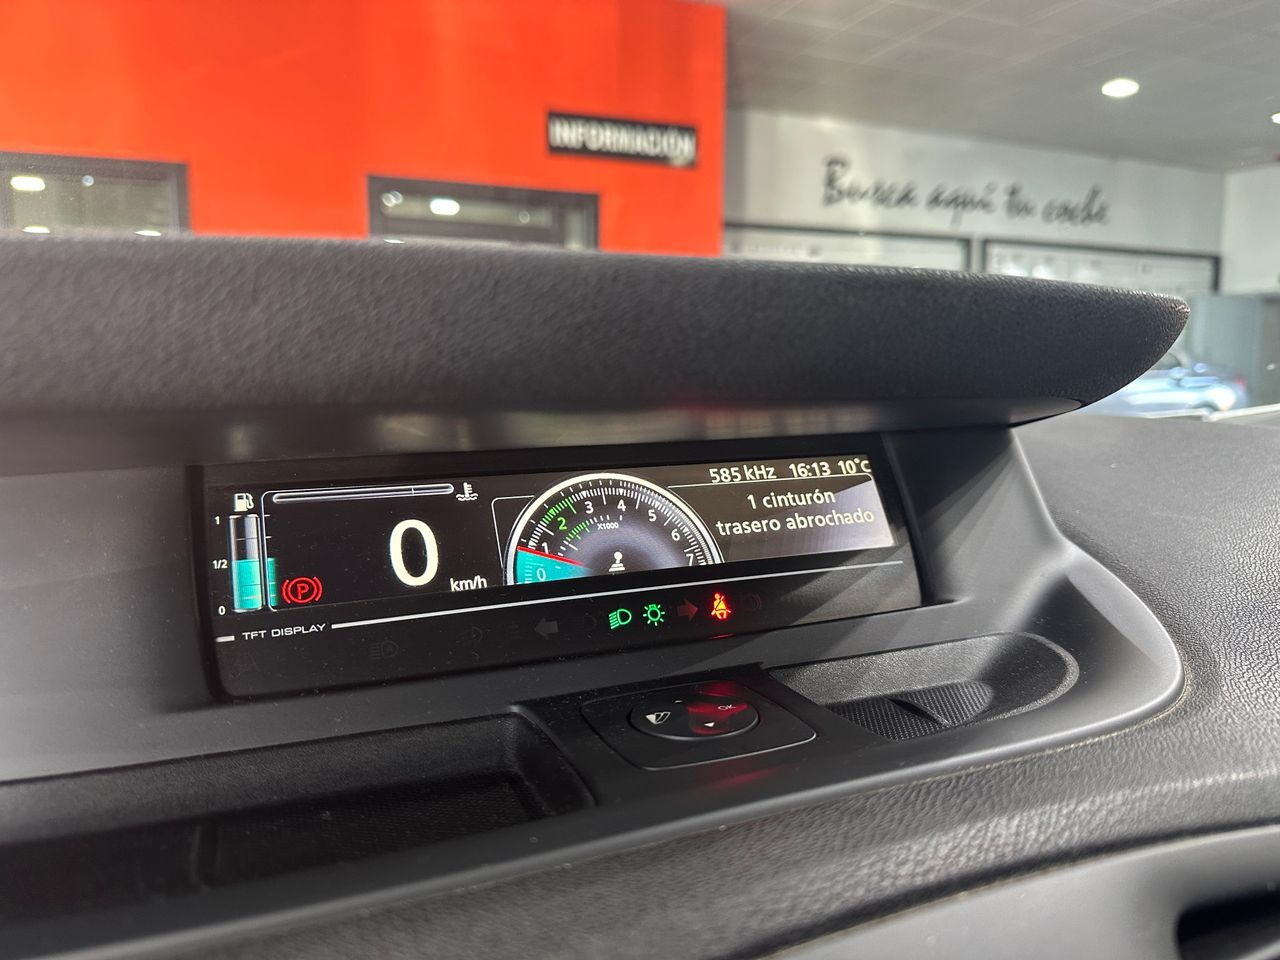 INFORMACIÓN
Busca aquí tu coche
585 kHz 16:13 10°C
1 cinturón
trasero abrochado
1
1/2
0
0
km/h
0 1 2 3 4 5 6 7
X1000
P
TFT DISPLAY
OK